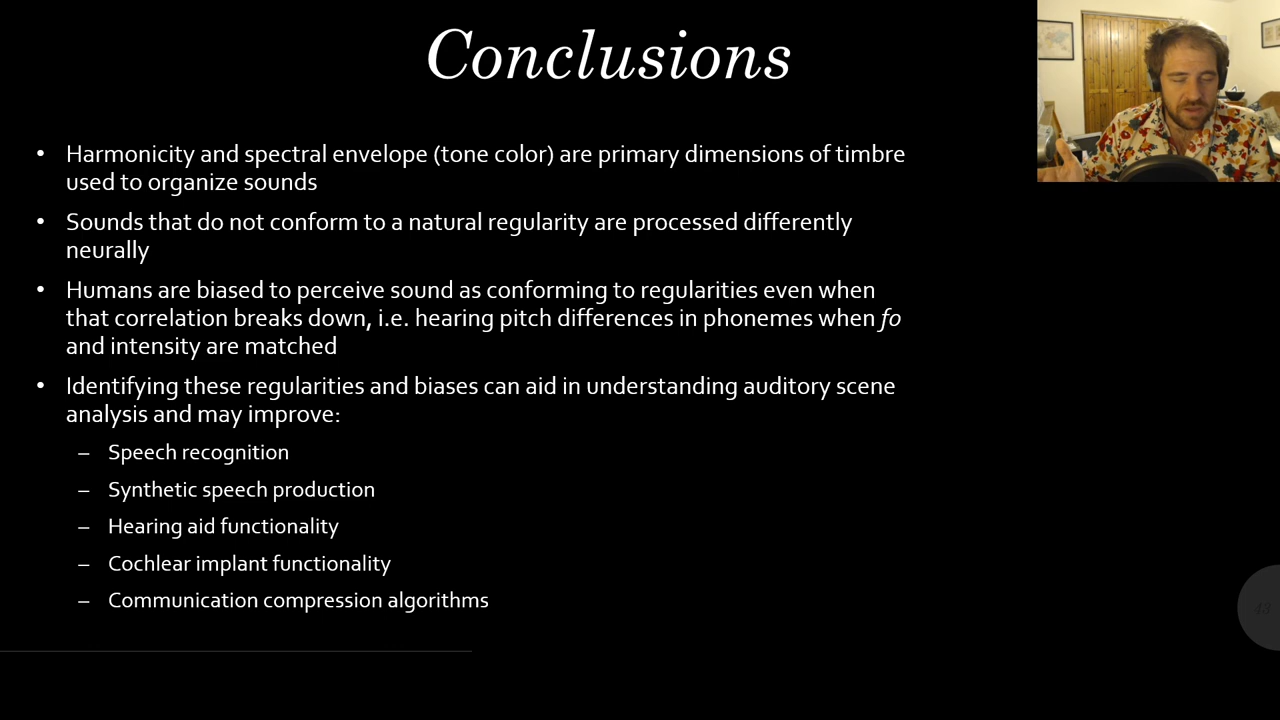 Conclusions
• Harmonicity and spectral envelope (tone color) are primary dimensions of timbre
used to organize sounds
• Sounds that do not conform to a natural regularity are processed differently
neurally
• Humans are biased to perceive sound as conforming to regularities even when
that correlation breaks down, i.e. hearing pitch differences in phonemes when fo
and intensity are matched
• Identifying these regularities and biases can aid in understanding auditory scene
analysis and may improve:
– Speech recognition
– Synthetic speech production
– Hearing aid functionality
– Cochlear implant functionality
– Communication compression algorithms
43